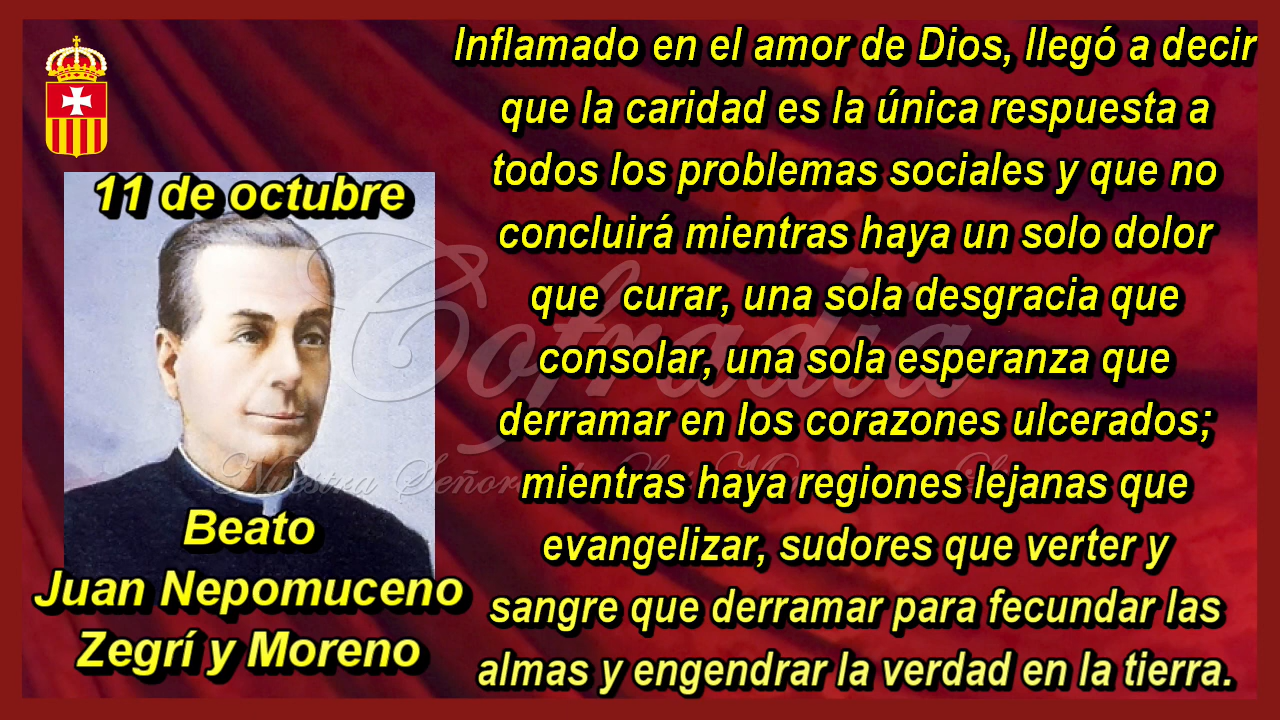 11 de octubre
Beato
Juan Nepomuceno
Zegrí y Moreno
Inflamado en el amor de Dios, llegó a decir
que la caridad es la única respuesta a
todos los problemas sociales y que no
concluirá mientras haya un solo dolor
que curar, una sola desgracia que
consolar, una sola esperanza que
derramar en los corazones ulcerados;
mientras haya regiones lejanas que
evangelizar, sudores que verter y
sangre que derramar para fecundar las
almas y engendrar la verdad en la tierra.
Cofradía
Nuestra Señora